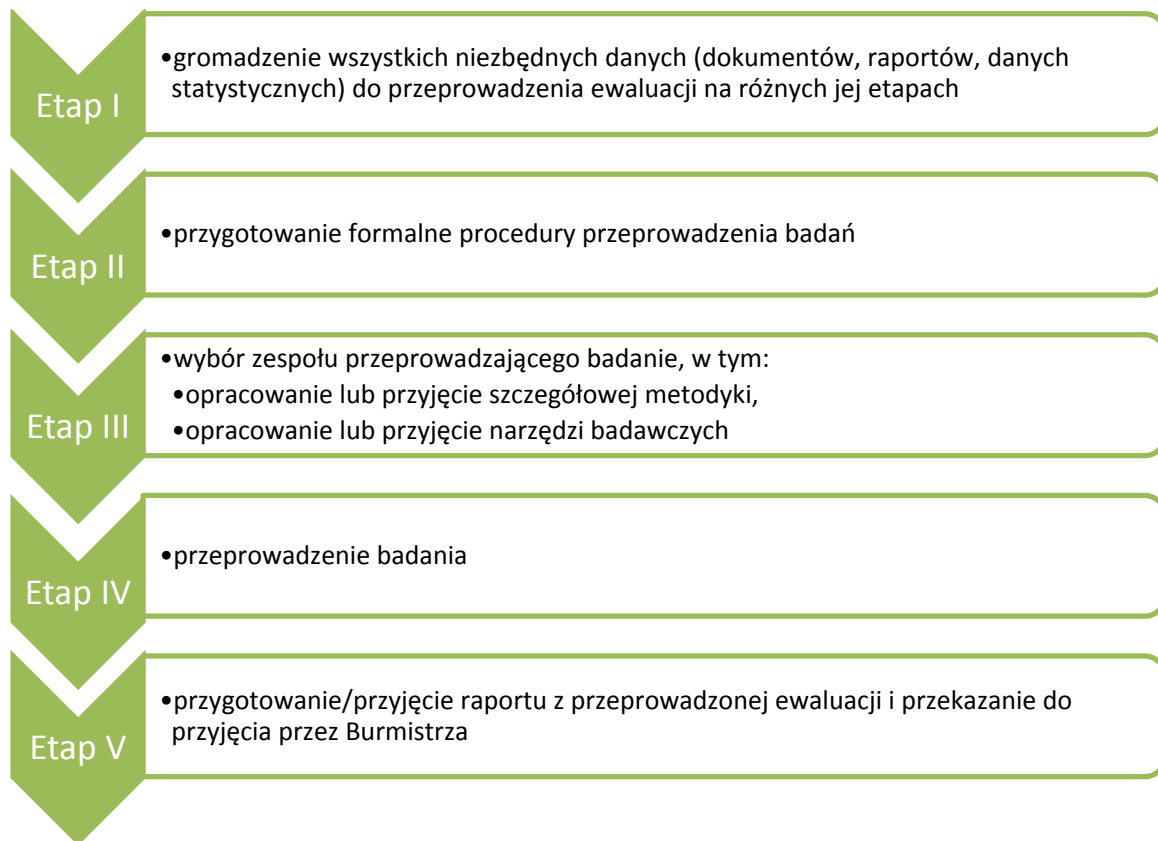 Etap I
•gromadzenie wszystkich niezbędnych danych (dokumentów, raportów, danych
statystycznych) do przeprowadzenia ewaluacji na różnych jej etapach
Etap II
•przygotowanie formalne procedury przeprowadzenia badań
Etap III
•wybór zespołu przeprowadzającego badanie, w tym:
•opracowanie lub przyjęcie szczegółowej metodyki,
•opracowanie lub przyjęcie narzędzi badawczych
Etap IV
•przeprowadzenie badania
Etap V
•przygotowanie/przyjęcie raportu z przeprowadzonej ewaluacji i przekazanie do
przyjęcia przez Burmistrza